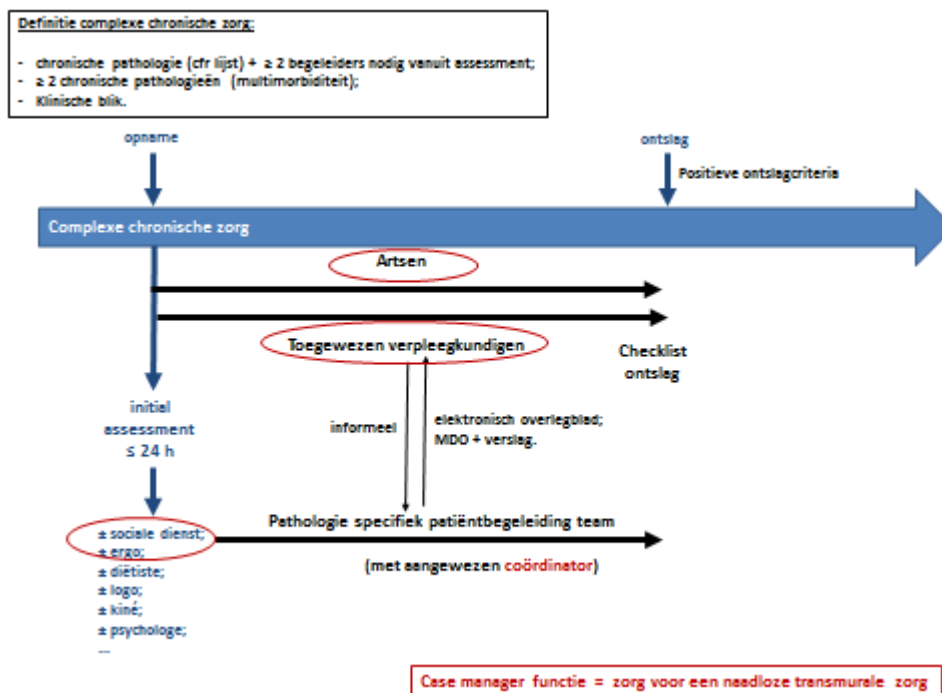 Definitie complexe chronische zorg:
- chronische pathologie (cfr lijst) + ≥ 2 begeleiders nodig vanuit assessment;
- ≥ 2 chronische pathologieën (multimorbiditeit);
- Klinische blik.
opname
ontslag
Positieve ontslagcriteria
Complexe chronische zorg
Artsen
Toegewezen verpleegkundigen
Checklist
ontslag
initial
assessment
≤ 24 h
informeel
elektronisch overlegblad;
MDO + verslag.
Pathologie specifiek patiëntbegeleiding team
(met aangewezen coördinator)
± sociale dienst;
± ergo;
± diëtiste;
± logo;
± kiné;
± psychologe;
...
Case manager functie = zorg voor een naadloze transmurale zorg